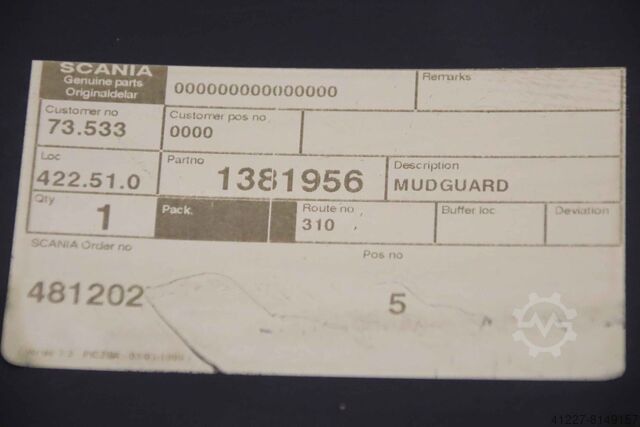 SCANIA
Genuine parts
Originaldelar
000000000000000
Remarks
Customer no
73.533
Customer pos no
0000
Loc
422.51.0
Partno
1381956
Description
MUDGUARD
Qty
1
Pack.
Route no
310
Buffer loc
Deviation
SCANIA Order no
481202
Pos no
5
41227-8149157